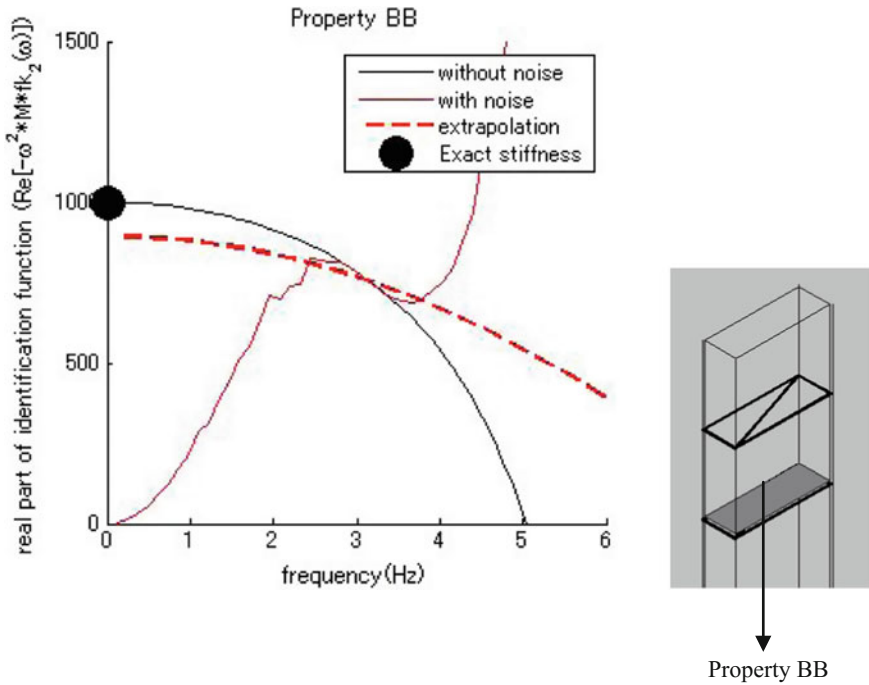 Property BB
real part of identification function (Re[-ω²*M*fk₂(ω)])
1500
1000
500
0
without noise
with noise
extrapolation
Exact stiffness
0 1 2 3 4 5 6
frequency(Hz)
Property BB